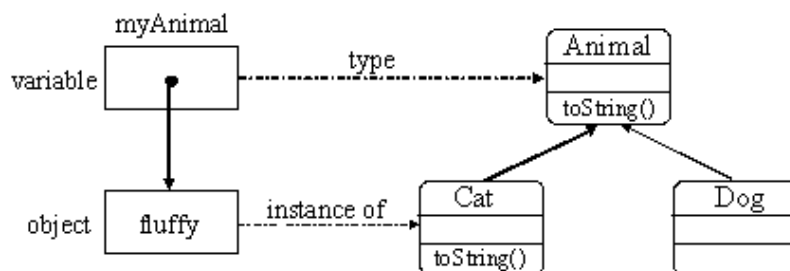 myAnimal
variable
type
Animal
toString()
object
fluffy
instance of
Cat
toString()
Dog